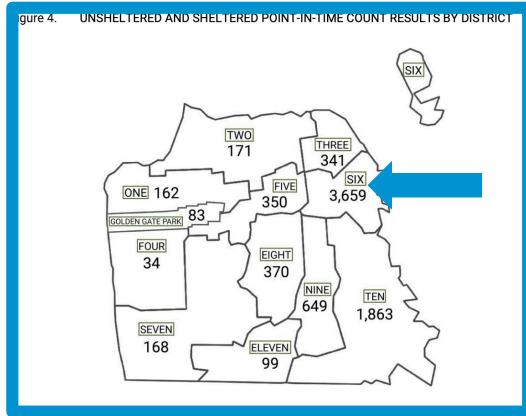 igure 4. UNSHELTERED AND SHELTERED POINT-IN-TIME COUNT RESULTS BY DISTRICT
SIX
TWO
171
THREE
341
ONE 162
FIVE
350
SIX
3,659
GOLDEN GATE PARK 83
FOUR
34
EIGHT
370
NINE
649
TEN
1,863
SEVEN
168
ELEVEN
99